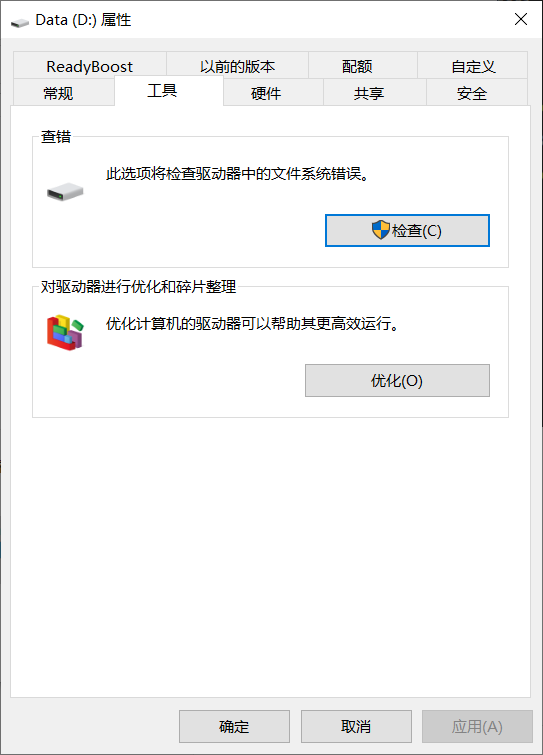 Data (D:) 属性
ReadyBoost
以前的版本
配额
自定义
常规
工具
硬件
共享
安全
查错
此选项将检查驱动器中的文件系统错误。
检查(C)
对驱动器进行优化和碎片整理
优化计算机的驱动器可以帮助其更高效运行。
优化(O)
确定
取消
应用(A)